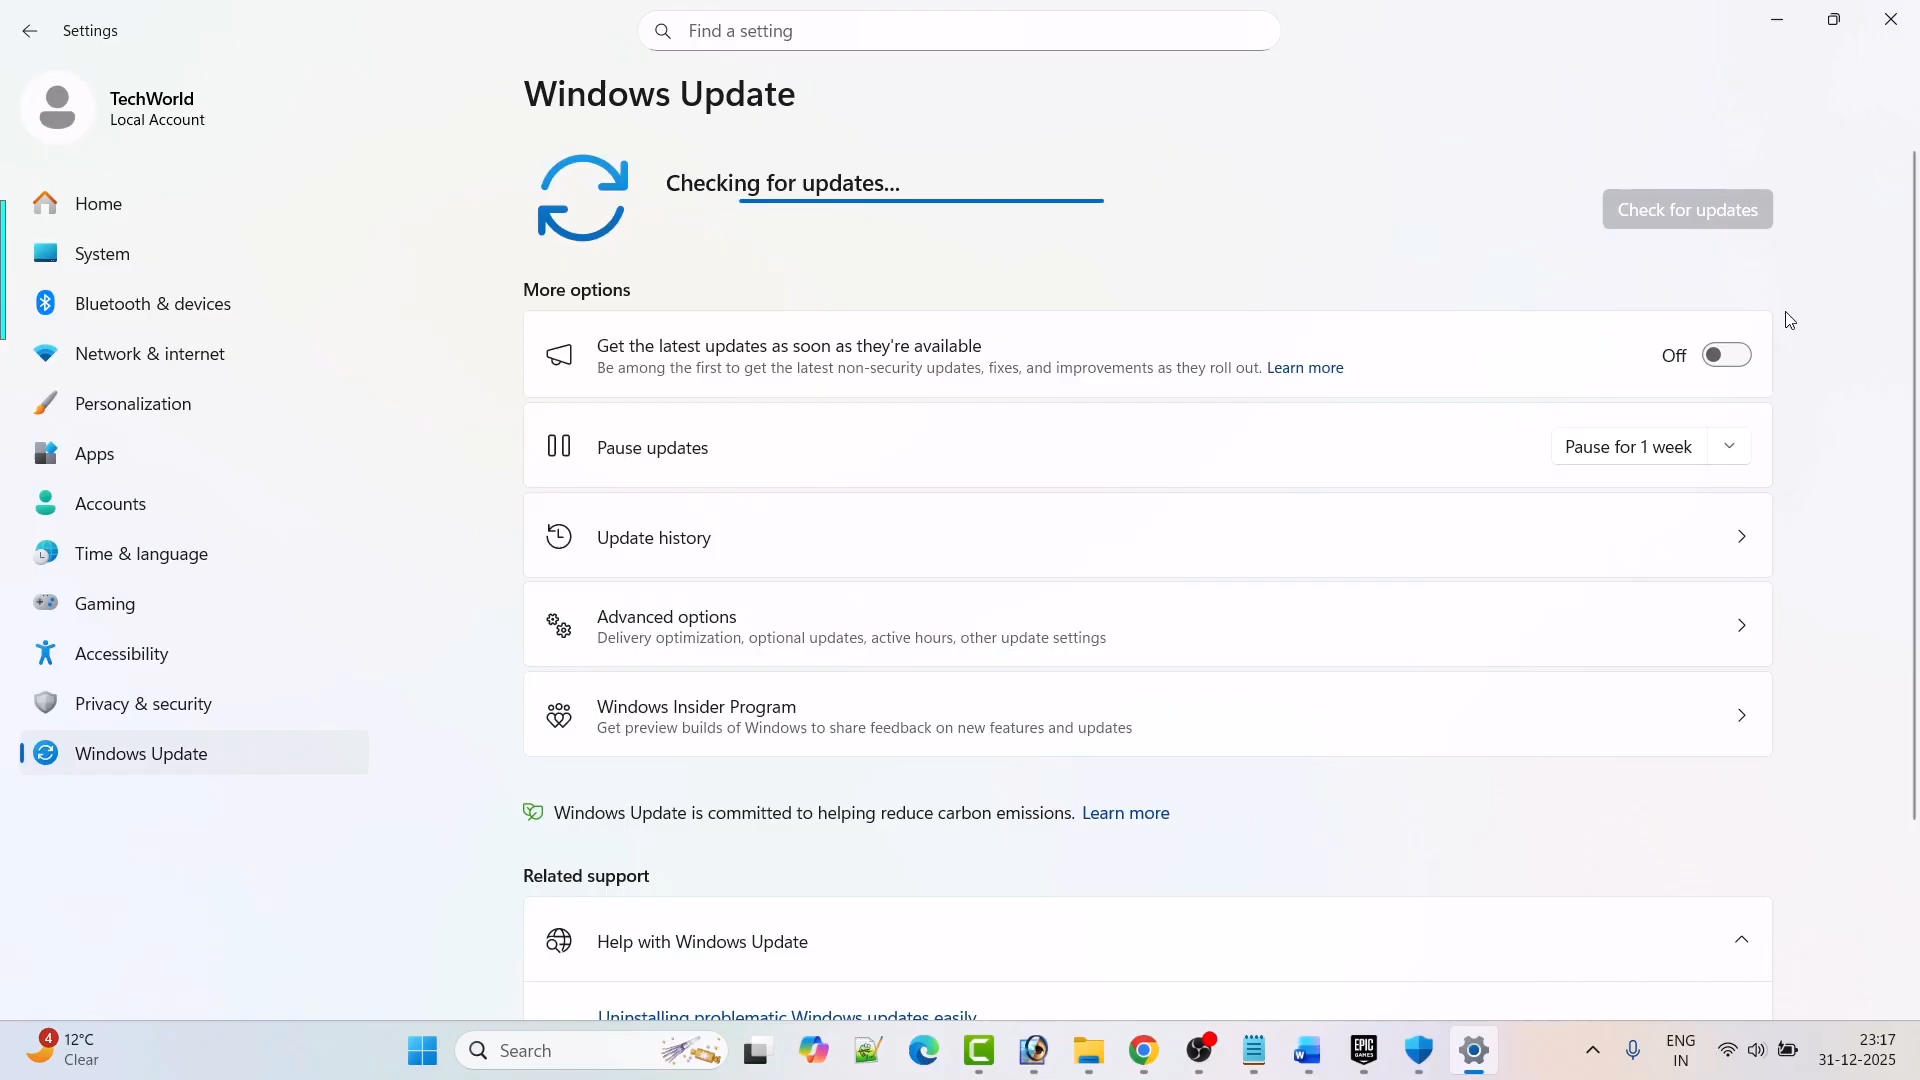 Settings
Find a setting
TechWorld
Local Account
Home
System
Bluetooth & devices
Network & internet
Personalization
Apps
Accounts
Time & language
Gaming
Accessibility
Privacy & security
Windows Update
Windows Update
Checking for updates...
Check for updates
More options
Get the latest updates as soon as they're available
Be among the first to get the latest non-security updates, fixes, and improvements as they roll out. Learn more
Off
Pause updates
Pause for 1 week
Update history
Advanced options
Delivery optimization, optional updates, active hours, other update settings
Windows Insider Program
Get preview builds of Windows to share feedback on new features and updates
Windows Update is committed to helping reduce carbon emissions. Learn more
Related support
Help with Windows Update
Uninstalling problematic Windows updates easily
4
12°C
Clear
Search
EPIC
GAMES
ENG
IN
23:17
31-12-2025